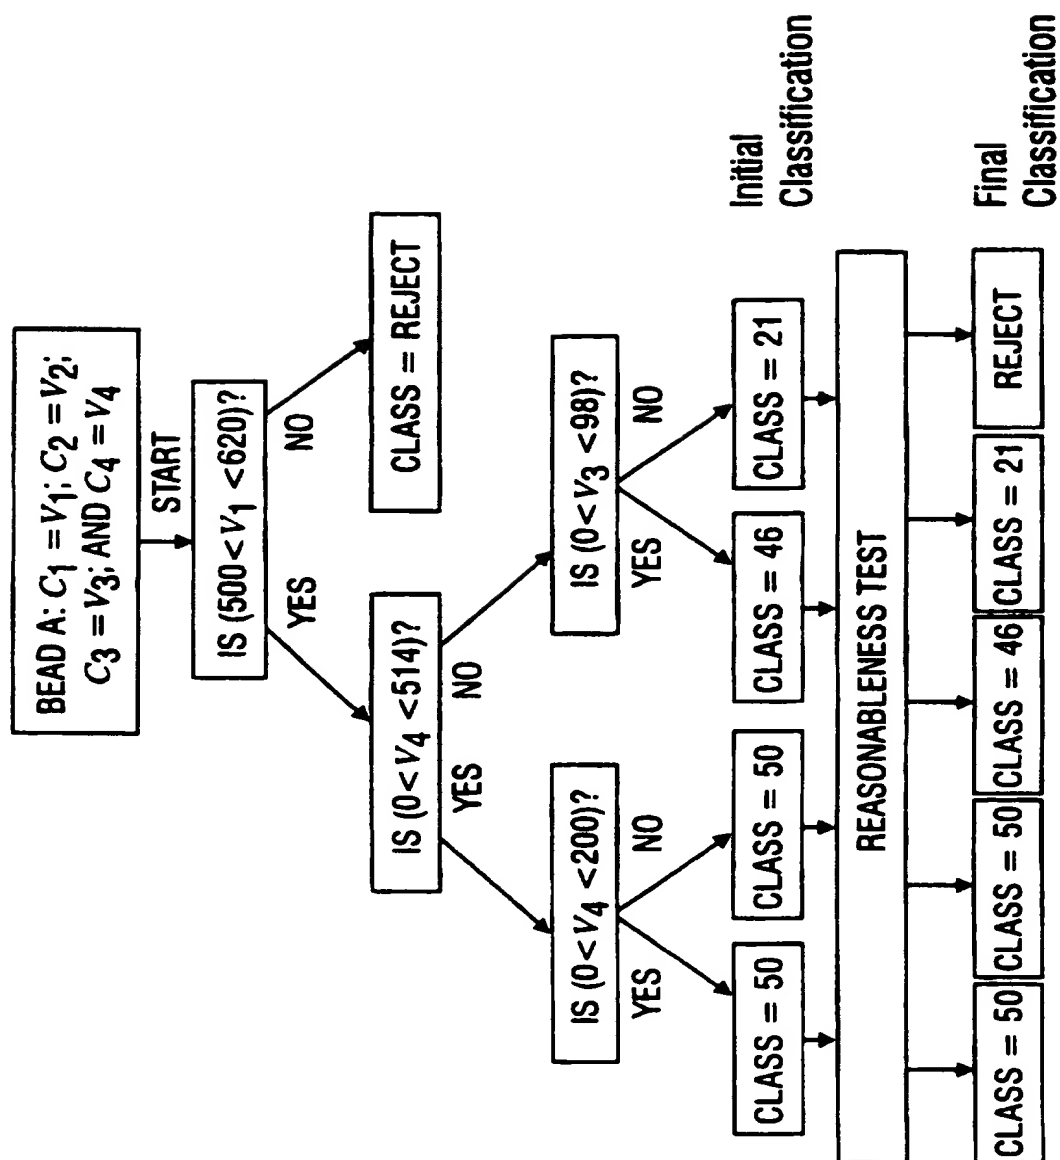 BEAD A: C1 = V1; C2 = V2;
C3 = V3; AND C4 = V4
START
IS (500 < V1 < 620)?
YES
NO
IS (0 < V4 < 514)?
CLASS = REJECT
YES
NO
IS (0 < V4 < 200)?
IS (0 < V3 < 98)?
YES
NO
YES
NO
Initial
Classification
CLASS = 50
CLASS = 50
CLASS = 46
CLASS = 21
REASONABLENESS TEST
Final
Classification
CLASS = 50
CLASS = 50
CLASS = 46
CLASS = 21
REJECT